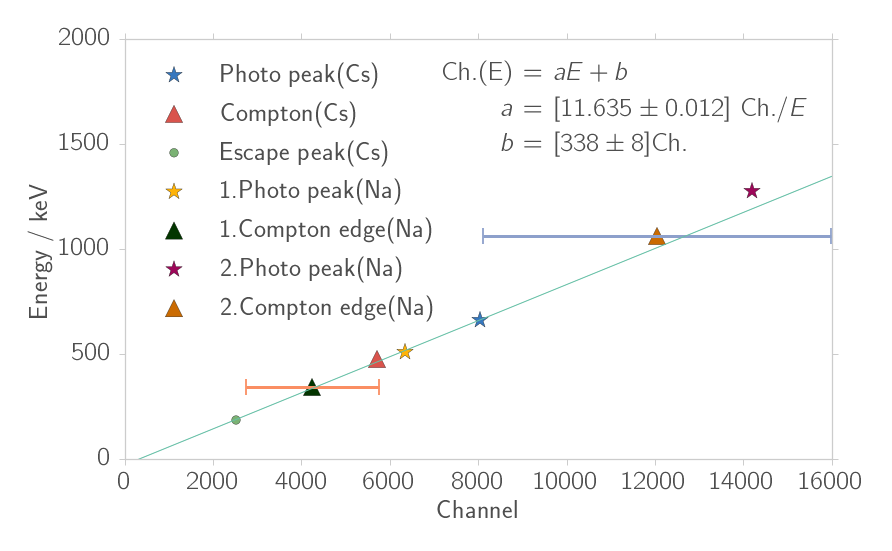 2000
1500
1000
500
0
Energy / keV
Photo peak(Cs)
Compton(Cs)
Escape peak(Cs)
1.Photo peak(Na)
1.Compton edge(Na)
2.Photo peak(Na)
2.Compton edge(Na)
Ch.(E) = aE + b
a = [11.635 ± 0.012] Ch./E
b = [338 ± 8]Ch.
0 2000 4000 6000 8000 10000 12000 14000 16000
Channel